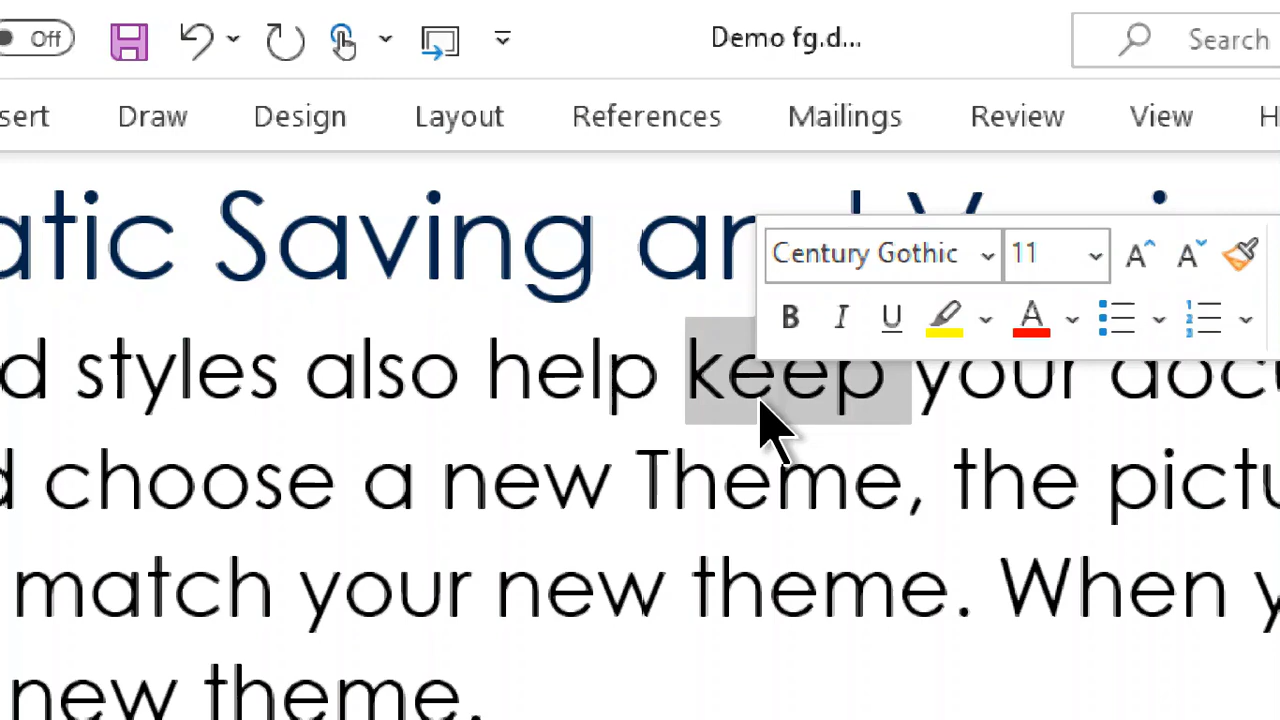 Off
Demo fg.d...
Search
sert Draw Design Layout References Mailings Review View H
atic Saving and V
Century Gothic 11
B I U A
d styles also help keep your docu
d choose a new Theme, the pictu
match your new theme. When y
new theme.